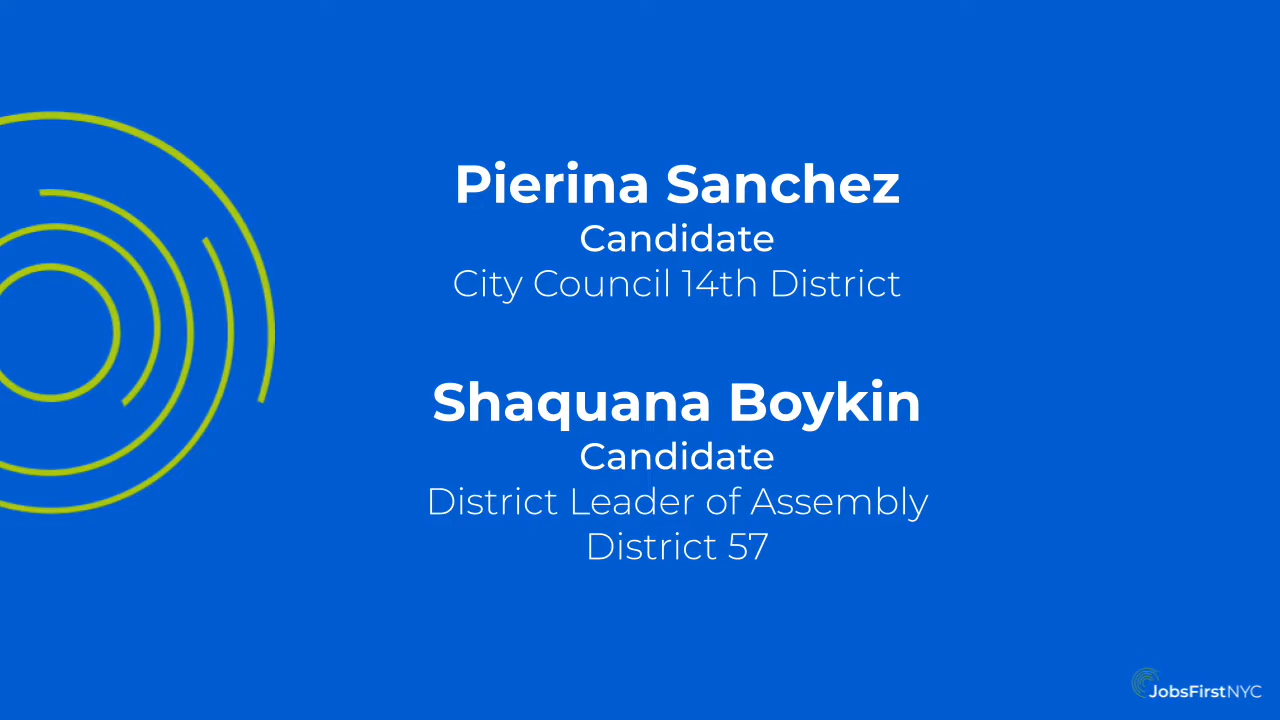 Pierina Sanchez
Candidate
City Council 14th District
Shaquana Boykin
Candidate
District Leader of Assembly
District 57
JobsFirstNYC